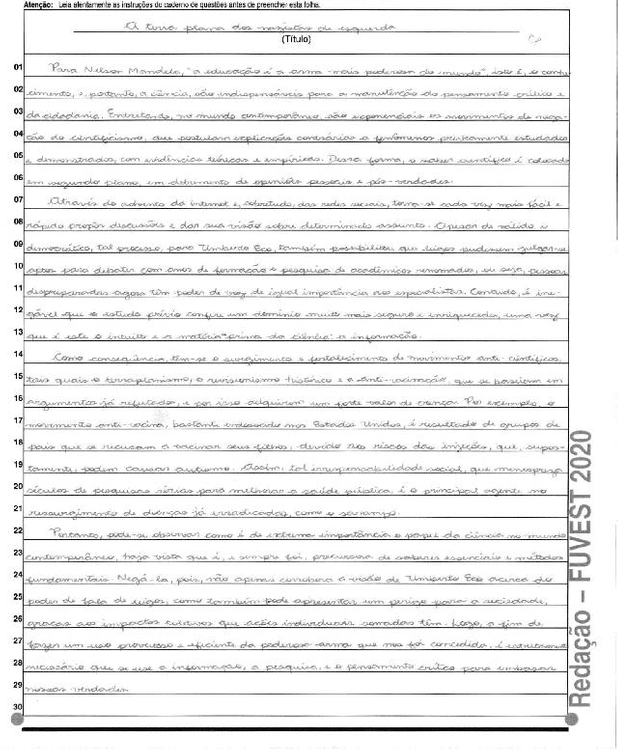 Atenção: Leia atentamente as instruções do caderno de questões antes de preencher esta folha.
A terra plana dos
(Título)
01 Para Nelson Mandela, "a educação é a arma mais poderosa do mundo", isto é, o conhe-
02 cimento, e, portanto, a ciência, são indispensáveis para a manutenção do pensamento crítico e
03 da cidadania. Entretanto, no mundo contemporâneo, são exponenciais os movimentos de nega-
04 ção do cientificismo, que postulam explicações contrárias a fenômenos previamente estudados
05 e demonstrados, com evidências teóricas e empíricas. Dessa forma, o saber científico é colocado
06 em segundo plano, em detrimento de opiniões pessoais e pós-verdades.
07 Através do advento da internet e, sobretudo, das redes sociais, torna-se cada vez mais fácil e
08 rápido propor discussões e dar sua visão sobre determinado assunto. Apesar de válido e
09 democrático, tal processo, para Umberto Eco, também possibilitou que leigos pudessem julgar-se
10 aptos para debater com anos de formação e pesquisa de acadêmicos renomados, ou seja, pessoas
11 despreparadas agora têm poder de voz de igual importância aos especialistas. Contudo, é ine-
12 gável que o estudo prévio confere um domínio muito mais seguro e enriquecedor, uma vez
13 que é este o intuito e a matéria-prima da ciência: a informação.
14 Como consequência, tem-se o surgimento e fortalecimento de movimentos anti-científicos,
15 tais quais o terraplanismo, o revisionismo histórico e a anti-vacinação, que se baseiam em
16 argumentos já refutados, e por isso adquirem um forte valor de crença. Por exemplo, o
17 movimento anti-vacina, bastante endossado nos Estados Unidos, é resultado de grupos de
18 pais que se recusam a vacinar seus filhos, devido aos riscos das injeções, que, supos-
19 tamente, podem causar autismo. Assim, tal irresponsabilidade social, que menospreza
20 séculos de pesquisas sérias para melhorar a saúde pública, é o principal agente no
21 ressurgimento de doenças já erradicadas, como o sarampo.
22 Portanto, pode-se observar como é de extrema importância o papel da ciência no mundo
23 contemporâneo, haja vista que é, e sempre foi, precursora de saberes essenciais e métodos
24 fundamentais. Negá-la, pois, não apenas corrobora a visão de Umberto Eco acerca do
25 poder de fala de leigos, como também pode apresentar um perigo para a sociedade,
26 graças aos impactos que ações individuais somadas têm. Logo, a fim de
27 fazer um uso proveitoso e eficiente da poderosa arma que nos foi concedida, é estritamente
28 necessário que se use a informação, a pesquisa, e o pensamento crítico para embasar
29 nossas verdades.
30
Redação – FUVEST 2020